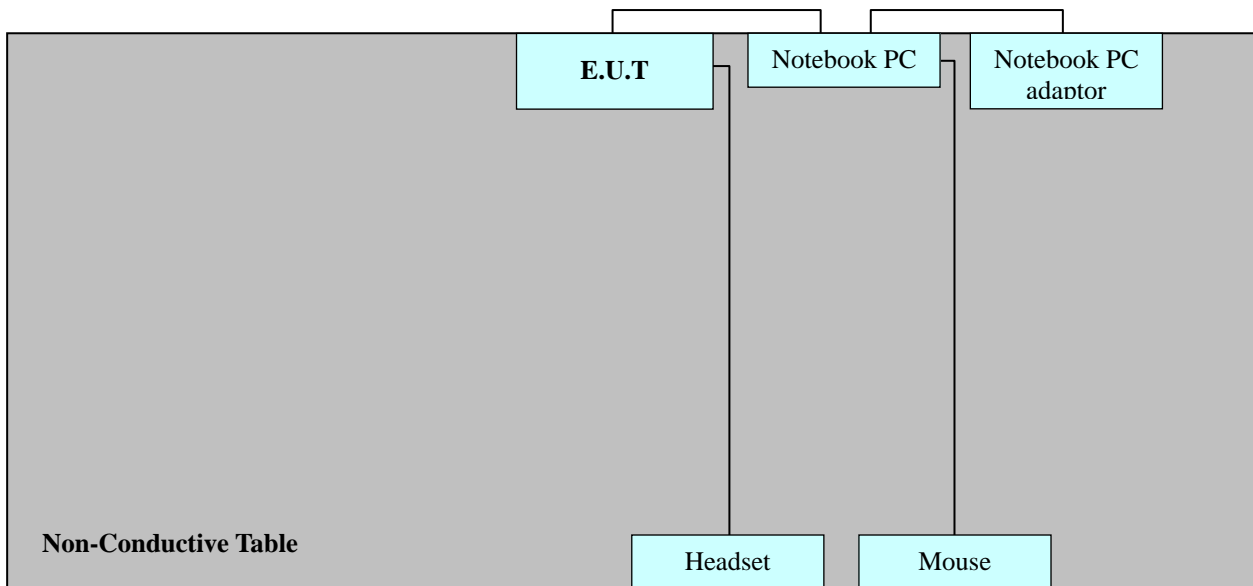 E.U.T
Notebook PC
Notebook PC
adaptor
Non-Conductive Table
Headset
Mouse